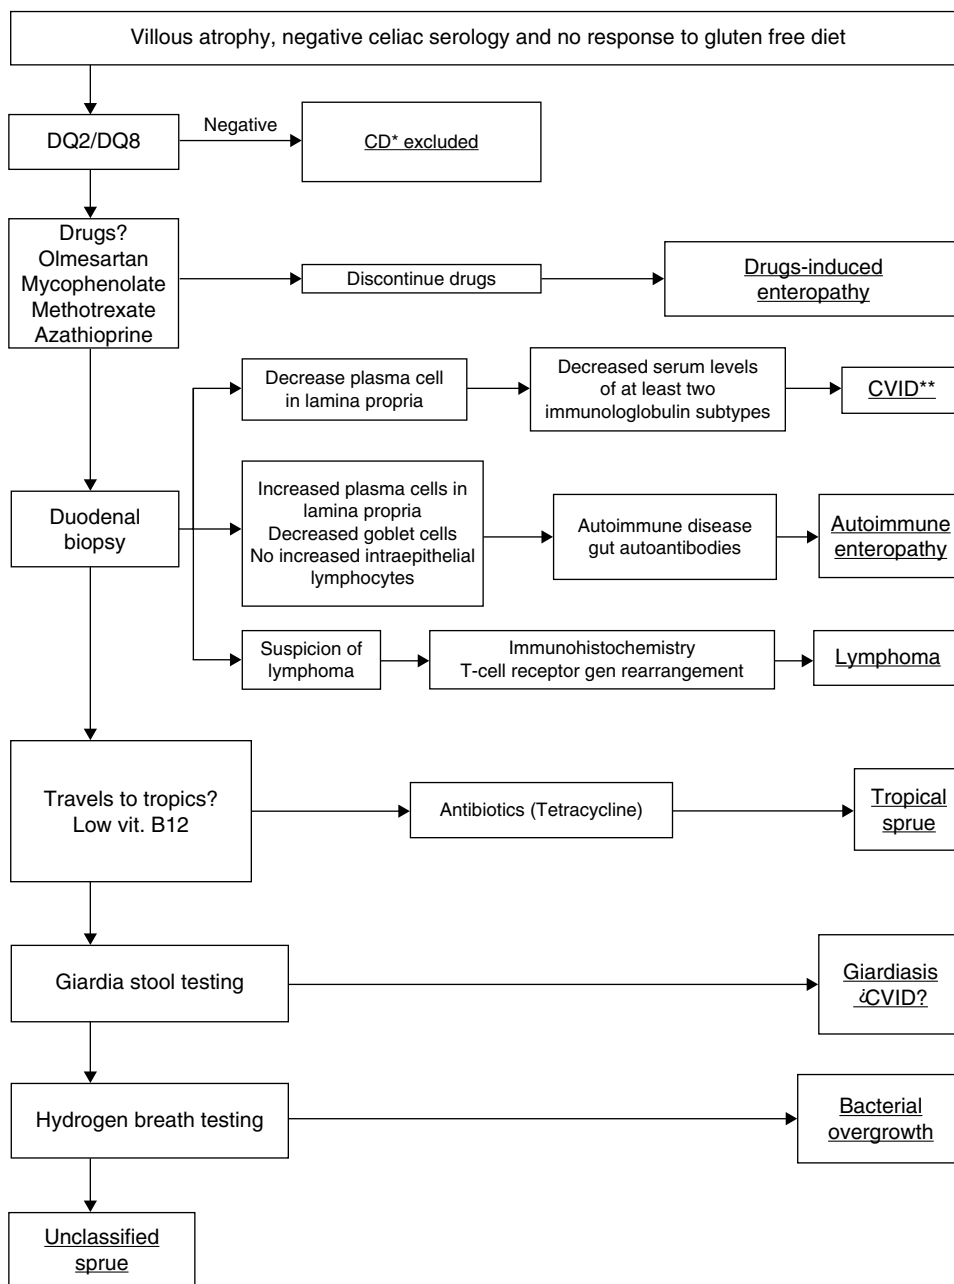 Villous atrophy, negative celiac serology and no response to gluten free diet
DQ2/DQ8
Negative
CD* excluded
Drugs?
Olmesartan
Mycophenolate
Methotrexate
Azathioprine
Discontinue drugs
Drugs-induced
enteropathy
Decrease plasma cell
in lamina propria
Decreased serum levels
of at least two
immunologlobulin subtypes
CVID**
Duodenal
biopsy
Increased plasma cells in
lamina propria
Decreased goblet cells
No increased intraepithelial
lymphocytes
Autoimmune disease
gut autoantibodies
Autoimmune
enteropathy
Suspicion of
lymphoma
Immunohistochemistry
T-cell receptor gen rearrangement
Lymphoma
Travels to tropics?
Low vit. B12
Antibiotics (Tetracycline)
Tropical
sprue
Giardia stool testing
Giardiasis
¿CVID?
Hydrogen breath testing
Bacterial
overgrowth
Unclassified
sprue